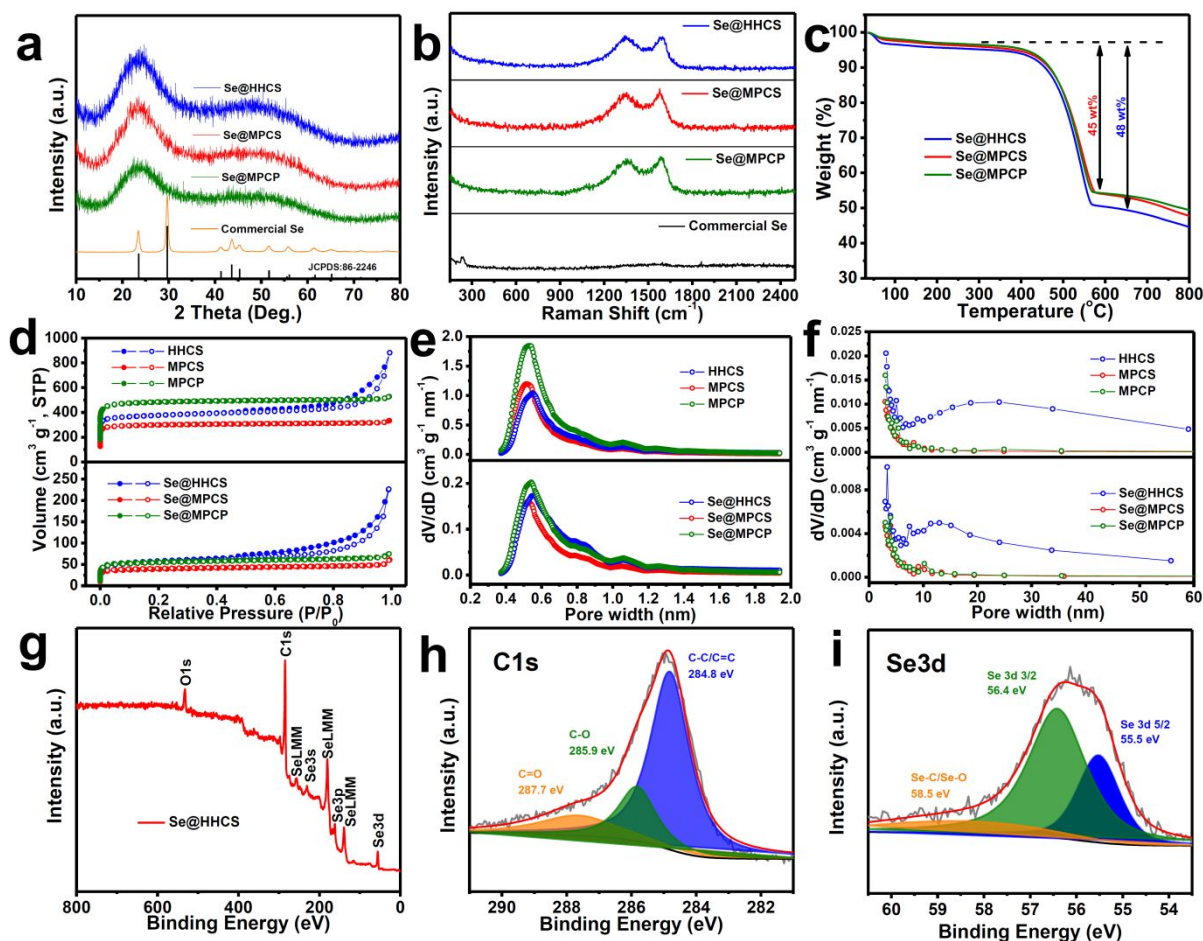 a
Intensity (a.u.)
Se@HHCS
Se@MPCS
Se@MPCP
Commercial Se
JCPDS:86-2246
10 20 30 40 50 60 70 80
2 Theta (Deg.)
b
Intensity (a.u.)
Se@HHCS
Se@MPCS
Se@MPCP
Commercial Se
300 600 900 1200 1500 1800 2100 2400
Raman Shift (cm⁻¹)
c
Weight (%)
100
90
80
70
60
50
40
30
45 wt%
48 wt%
Se@HHCS
Se@MPCS
Se@MPCP
100 200 300 400 500 600 700 800
Temperature (°C)
d
Volume (cm³ g⁻¹, STP)
1000
800
600
400
200
0
HHCS
MPCS
MPCP
250
200
150
100
50
0
Se@HHCS
Se@MPCS
Se@MPCP
0.0 0.2 0.4 0.6 0.8 1.0
Relative Pressure (P/P₀)
e
dV/dD (cm³ g⁻¹ nm⁻¹)
2.0
1.5
1.0
0.5
0.0
HHCS
MPCS
MPCP
0.2
0.1
0.0
Se@HHCS
Se@MPCS
Se@MPCP
0.2 0.4 0.6 0.8 1.0 1.2 1.4 1.6 1.8 2.0
Pore width (nm)
f
dV/dD (cm³ g⁻¹ nm⁻¹)
0.025
0.020
0.015
0.010
0.005
0.000
HHCS
MPCS
MPCP
0.008
0.004
0.000
Se@HHCS
Se@MPCS
Se@MPCP
0 10 20 30 40 50 60
Pore width (nm)
g
Intensity (a.u.)
O1s
C1s
SeLMM
Se3s
SeLMM
Se3p
SeLMM
Se3d
Se@HHCS
800 600 400 200 0
Binding Energy (eV)
h
C1s
Intensity (a.u.)
C-C/C=C
284.8 eV
C-O
285.9 eV
C=O
287.7 eV
290 288 286 284 282
Binding Energy (eV)
i
Se3d
Intensity (a.u.)
Se 3d 3/2
56.4 eV
Se 3d 5/2
55.5 eV
Se-C/Se-O
58.5 eV
60 59 58 57 56 55 54
Binding Energy (eV)